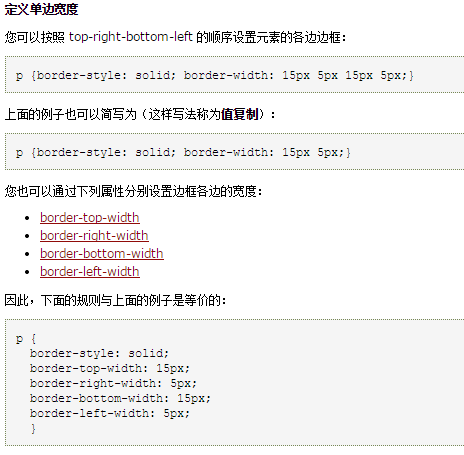 定义单边宽度
您可以按照 top-right-bottom-left 的顺序设置元素的各边边框：
p {border-style: solid; border-width: 15px 5px 15px 5px;}
上面的例子也可以简写为（这样写法称为值复制）：
p {border-style: solid; border-width: 15px 5px;}
您也可以通过下列属性分别设置边框各边的宽度：
• border-top-width
• border-right-width
• border-bottom-width
• border-left-width
因此，下面的规则与上面的例子是等价的：
p {
  border-style: solid;
  border-top-width: 15px;
  border-right-width: 5px;
  border-bottom-width: 15px;
  border-left-width: 5px;
  }